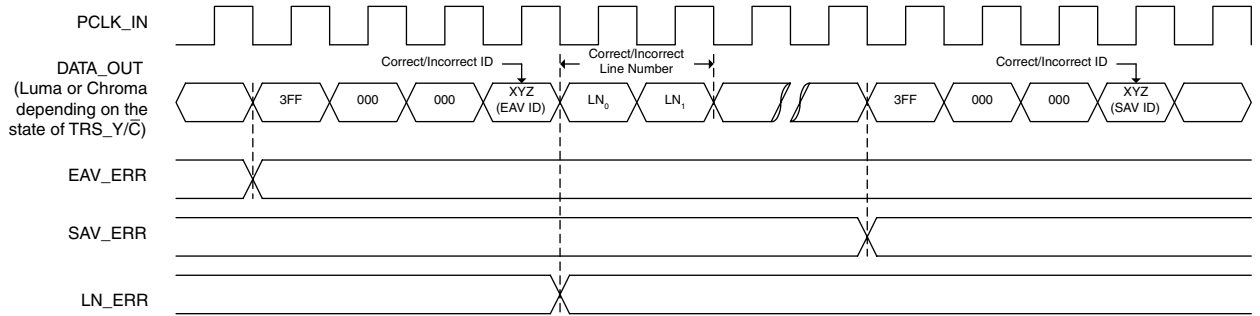 PCLK_IN
Correct/Incorrect ID
Correct/Incorrect
Line Number
Correct/Incorrect ID
DATA_OUT
(Luma or Chroma
depending on the
state of TRS_Y/C̅)
3FF
000
000
XYZ
(EAV ID)
LN₀
LN₁
3FF
000
000
XYZ
(SAV ID)
EAV_ERR
SAV_ERR
LN_ERR